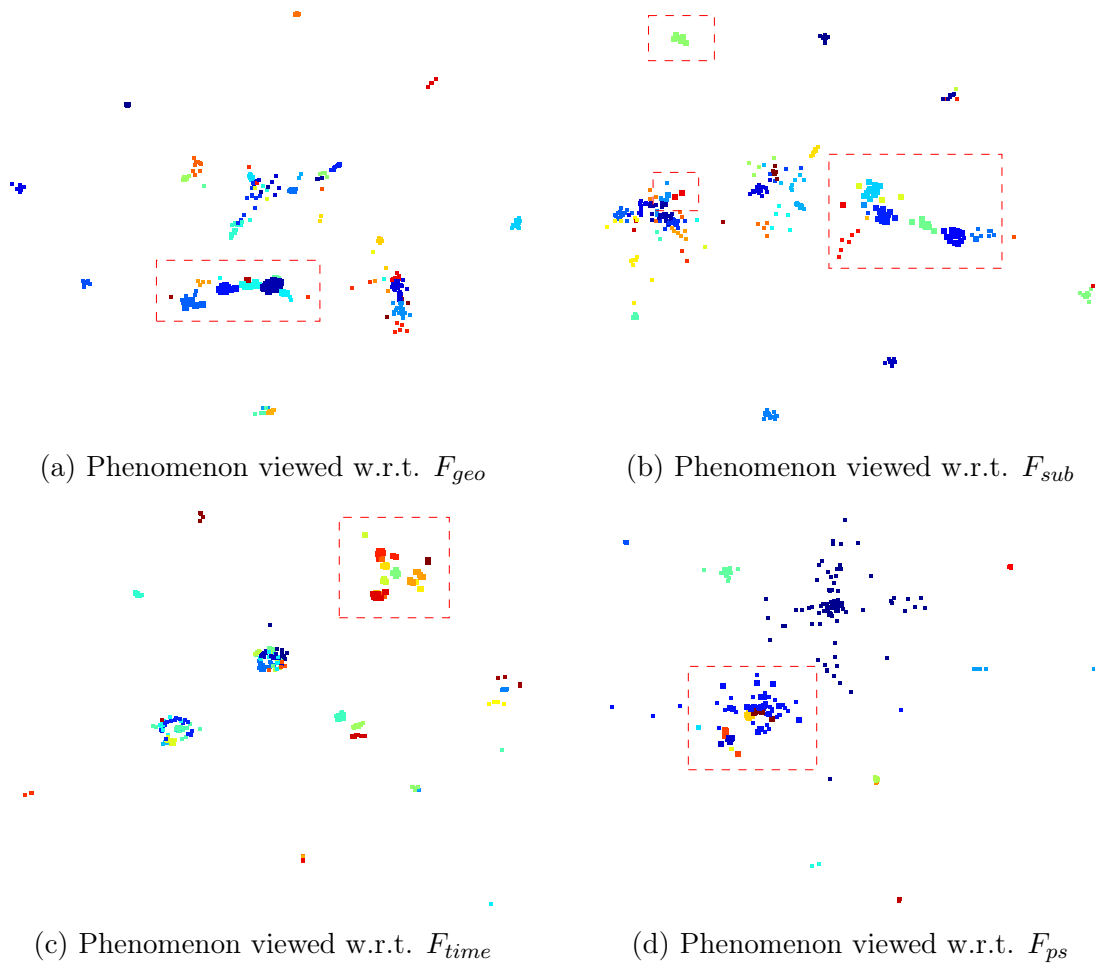 (a) Phenomenon viewed w.r.t. F_geo
(b) Phenomenon viewed w.r.t. F_sub
(c) Phenomenon viewed w.r.t. F_time
(d) Phenomenon viewed w.r.t. F_ps